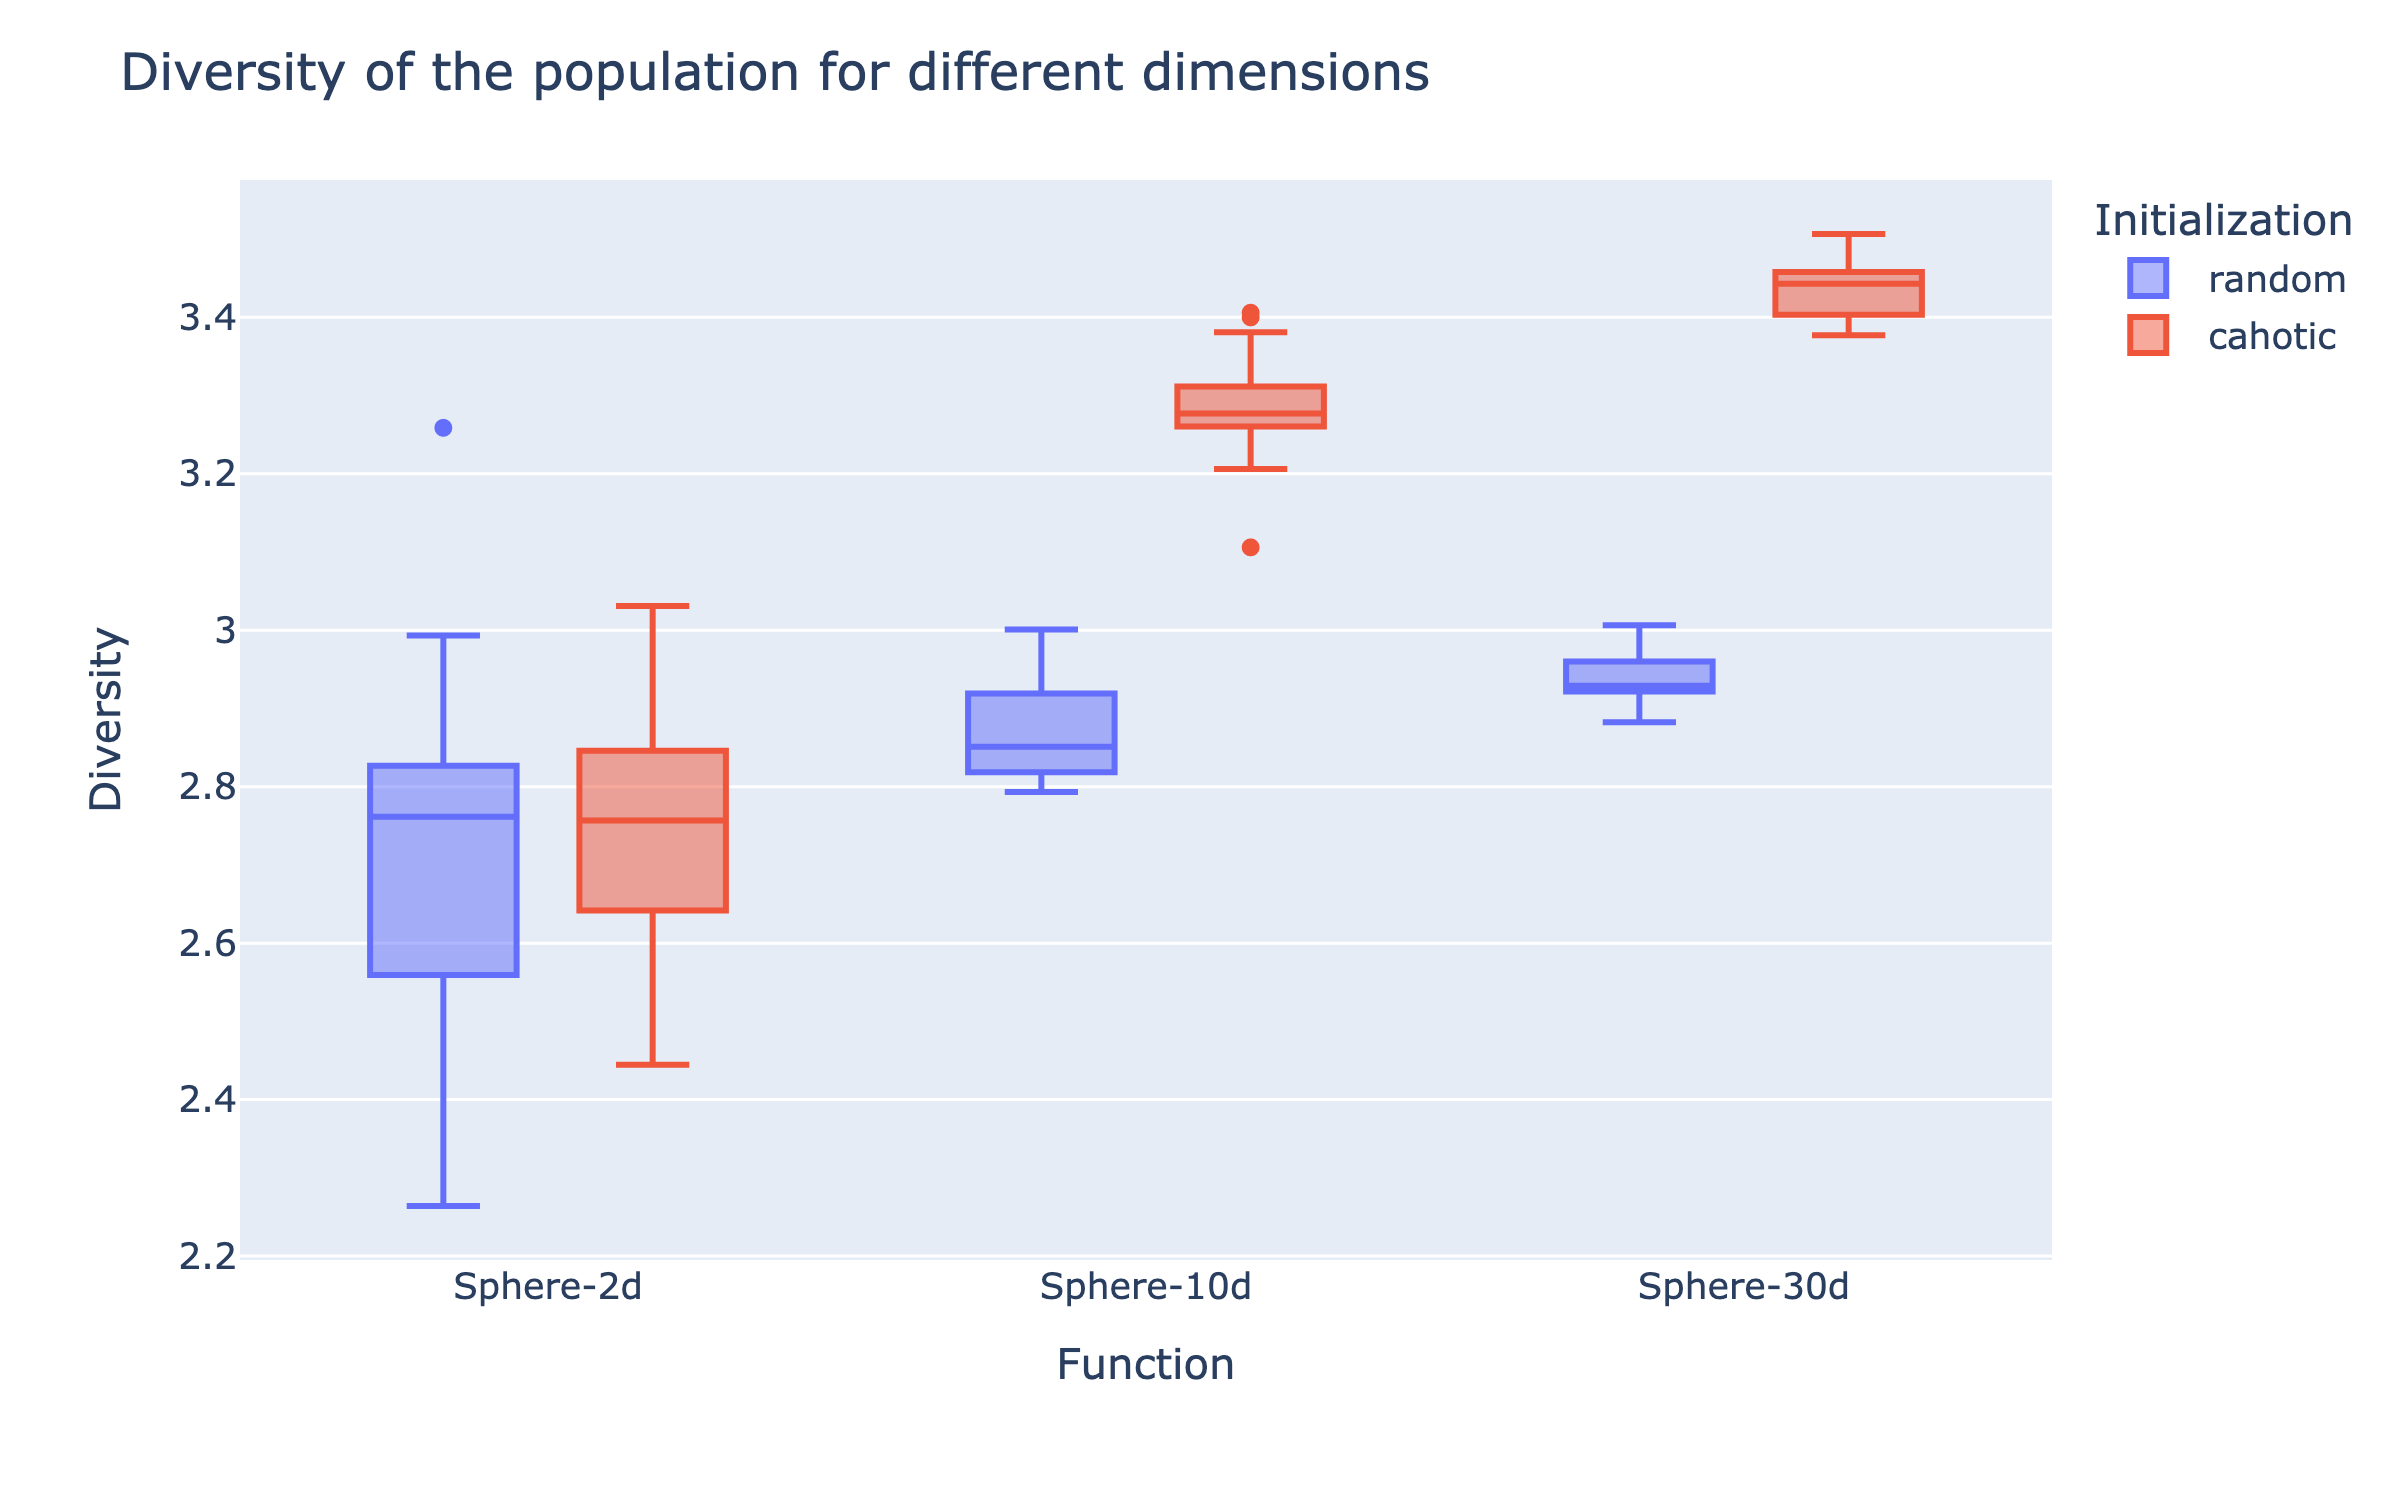 Diversity of the population for different dimensions
Initialization
random
cahotic
Diversity
3.4
3.2
3
2.8
2.6
2.4
2.2
Sphere-2d
Sphere-10d
Sphere-30d
Function